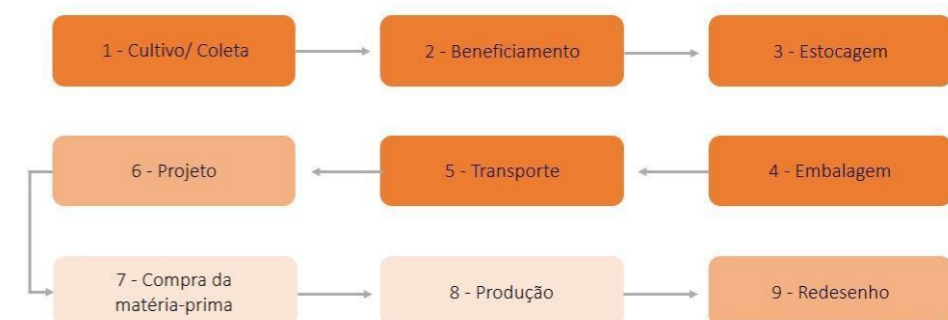 1 - Cultivo/ Coleta
2 - Beneficiamento
3 - Estocagem
6 - Projeto
5 - Transporte
4 - Embalagem
7 - Compra da
matéria-prima
8 - Produção
9 - Redesenho